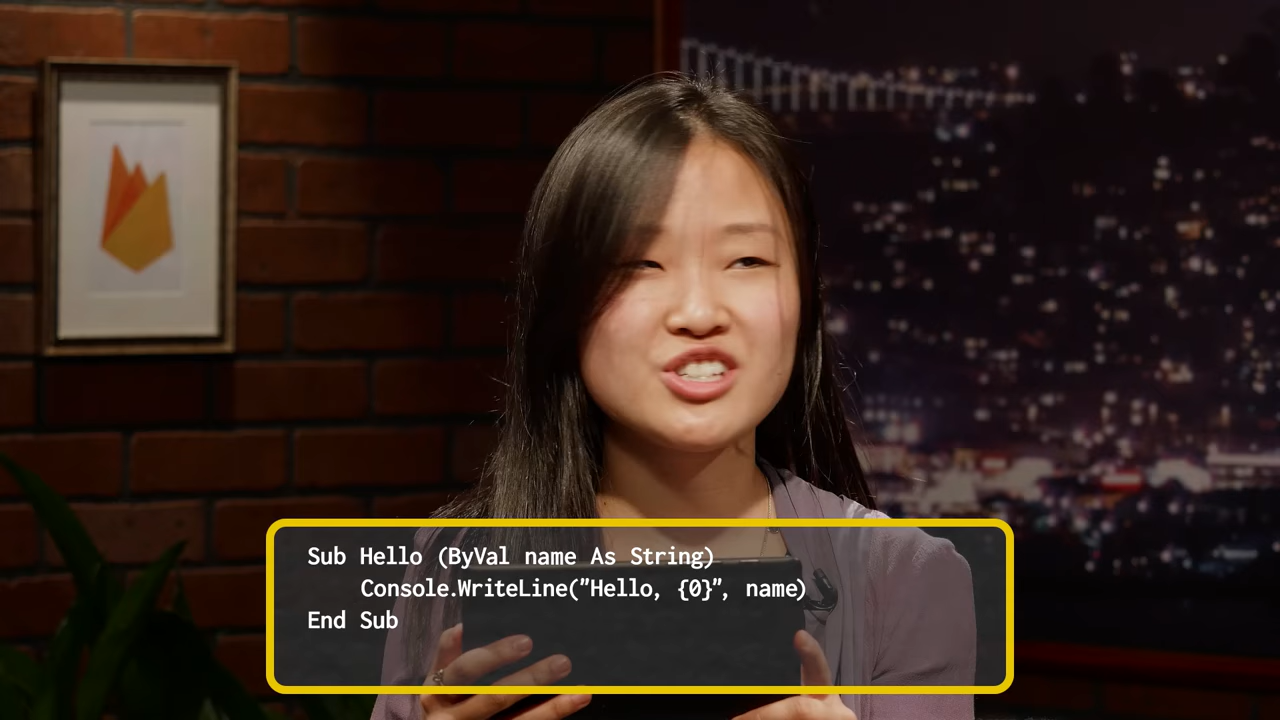 Sub Hello (ByVal name As String)
    Console.WriteLine("Hello, {0}", name)
End Sub